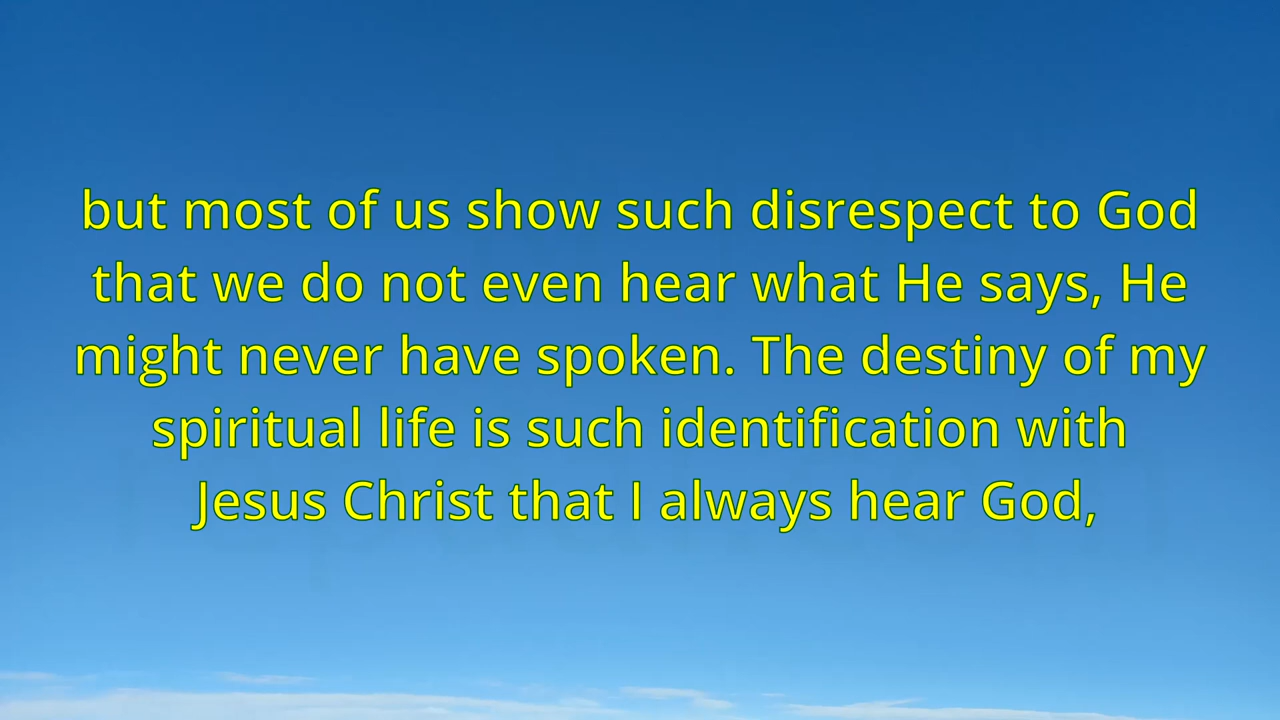 but most of us show such disrespect to God
that we do not even hear what He says, He
might never have spoken. The destiny of my
spiritual life is such identification with
Jesus Christ that I always hear God,